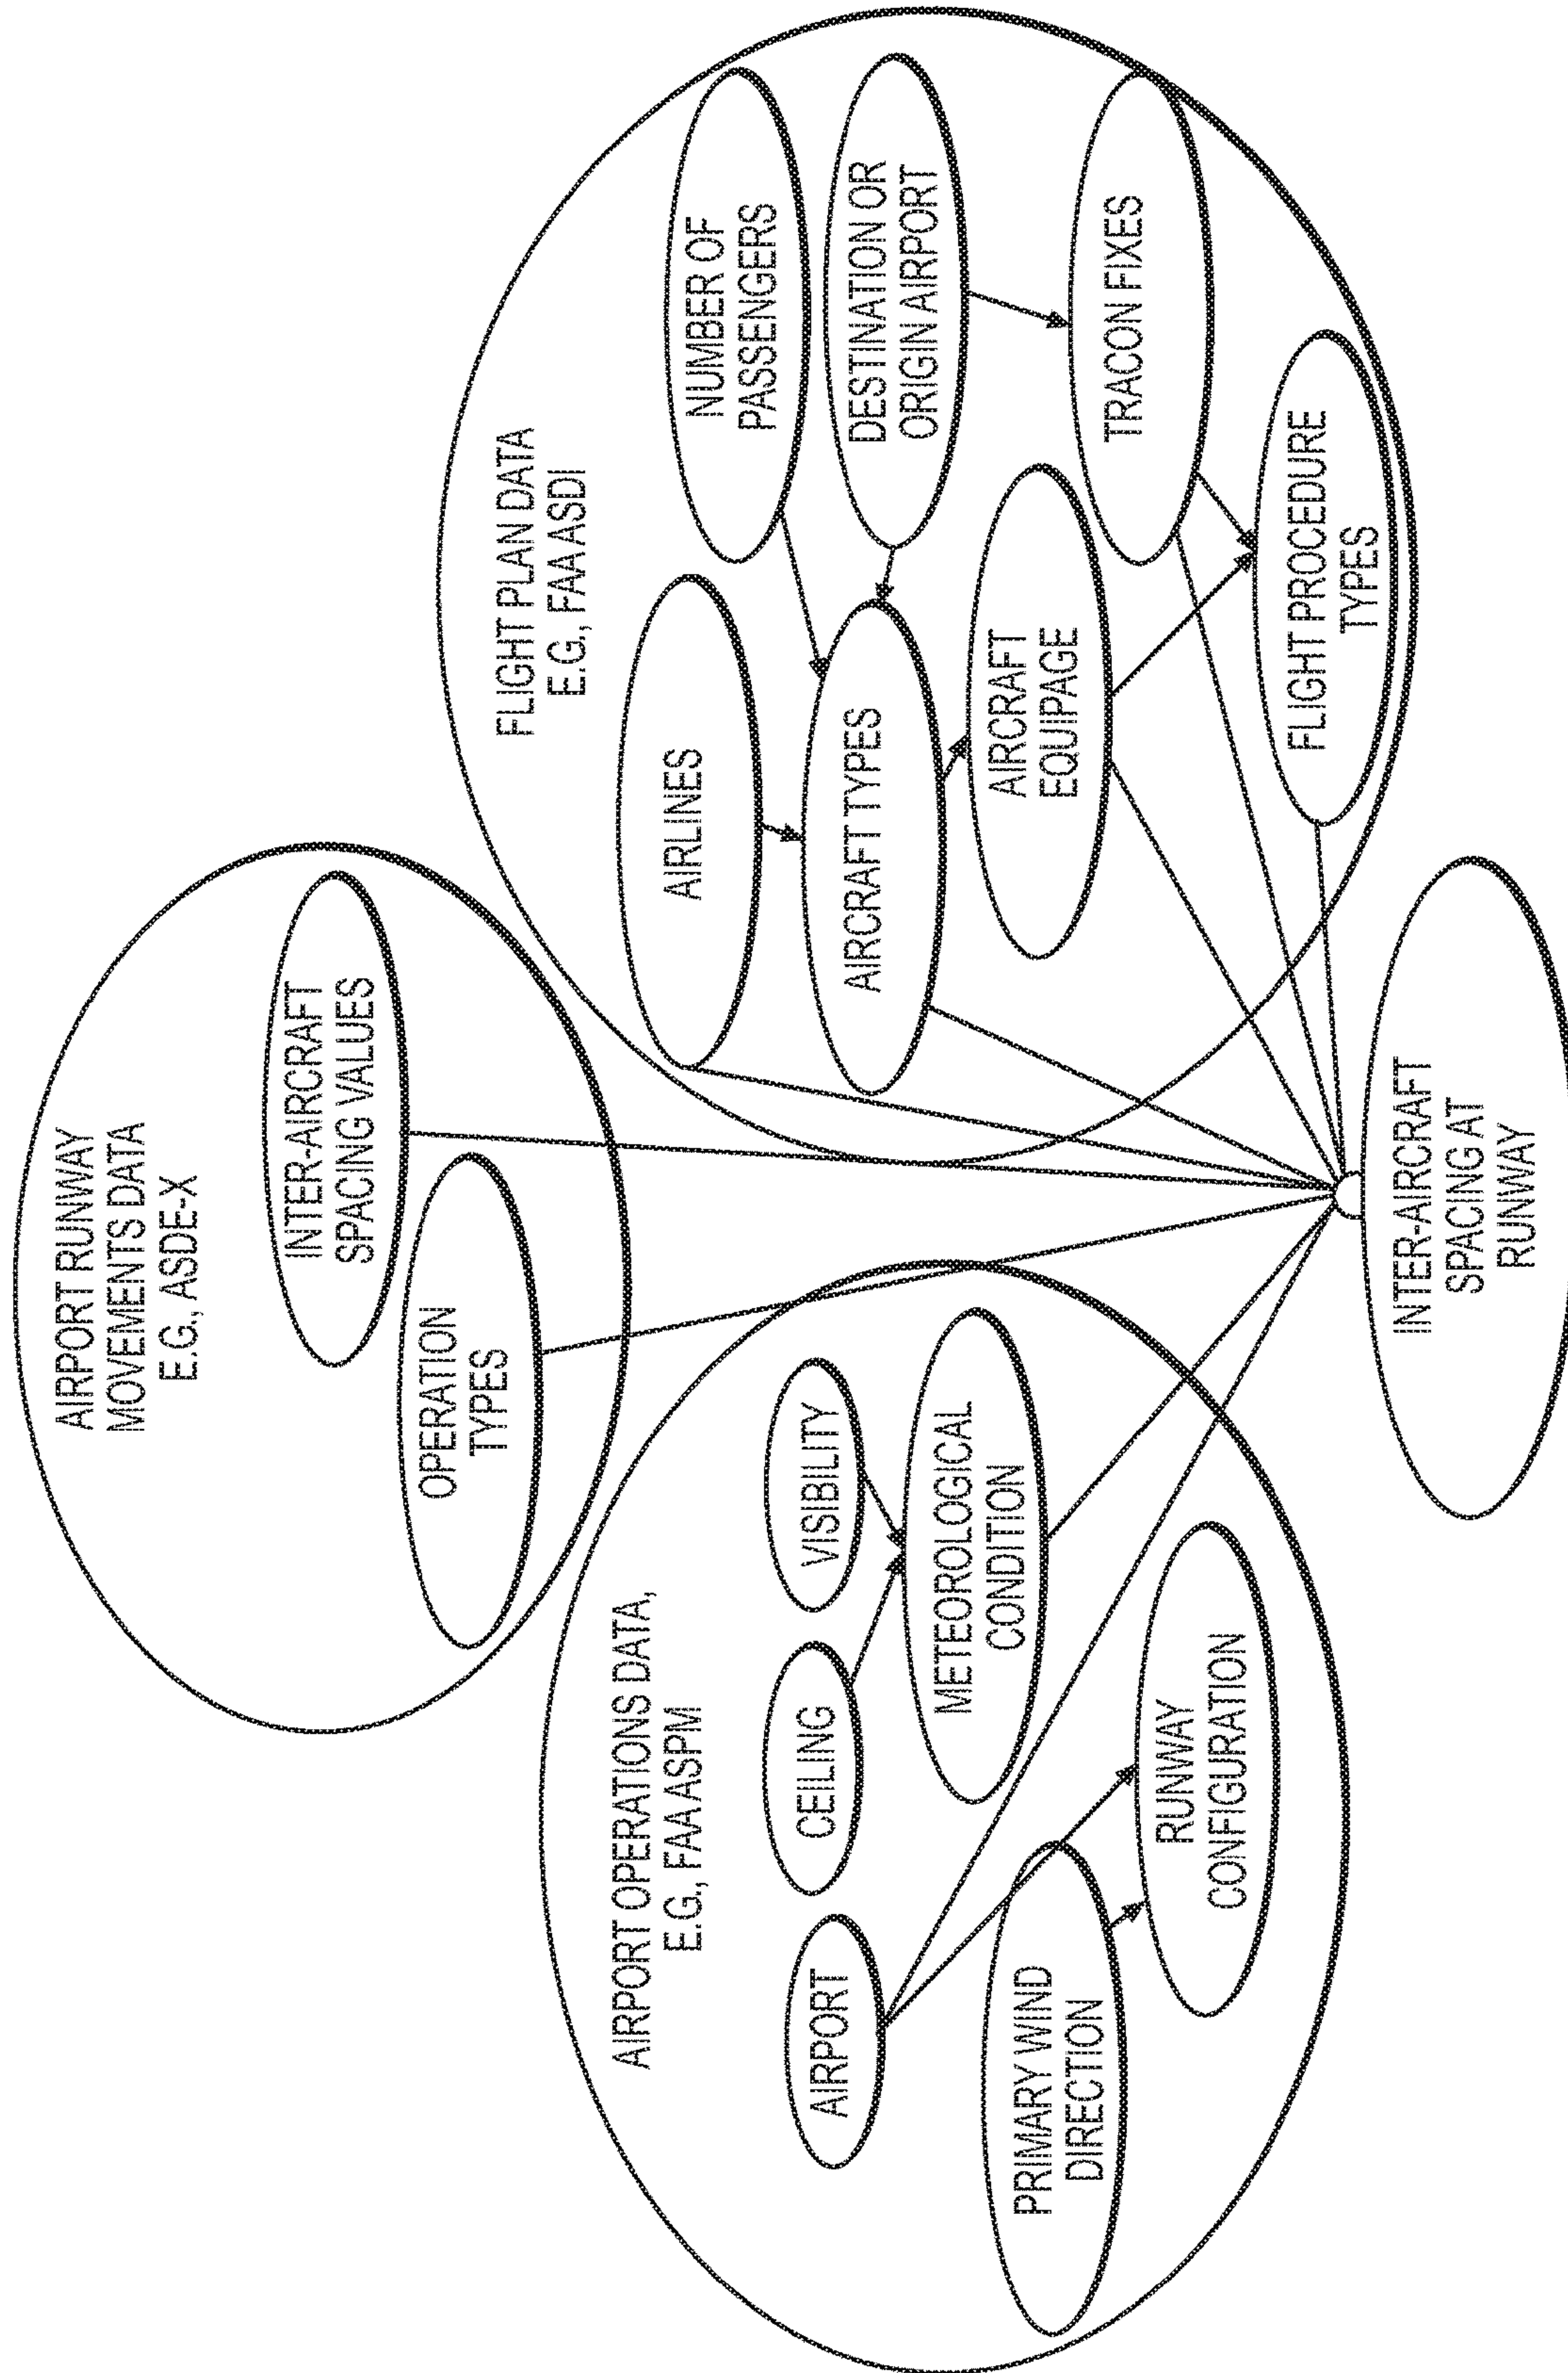 AIRPORT RUNWAY
MOVEMENTS DATA
E.G., ASDE-X
INTER-AIRCRAFT
SPACING VALUES
OPERATION
TYPES
AIRPORT OPERATIONS DATA,
E.G., FAA ASPM
AIRPORT
CEILING
VISIBILITY
METEOROLOGICAL
CONDITION
PRIMARY WIND
DIRECTION
RUNWAY
CONFIGURATION
FLIGHT PLAN DATA
E.G., FAA ASDI
AIRLINES
NUMBER OF
PASSENGERS
AIRCRAFT TYPES
DESTINATION OR
ORIGIN AIRPORT
AIRCRAFT
EQUIPAGE
TRACON FIXES
FLIGHT PROCEDURE
TYPES
INTER-AIRCRAFT
SPACING AT
RUNWAY